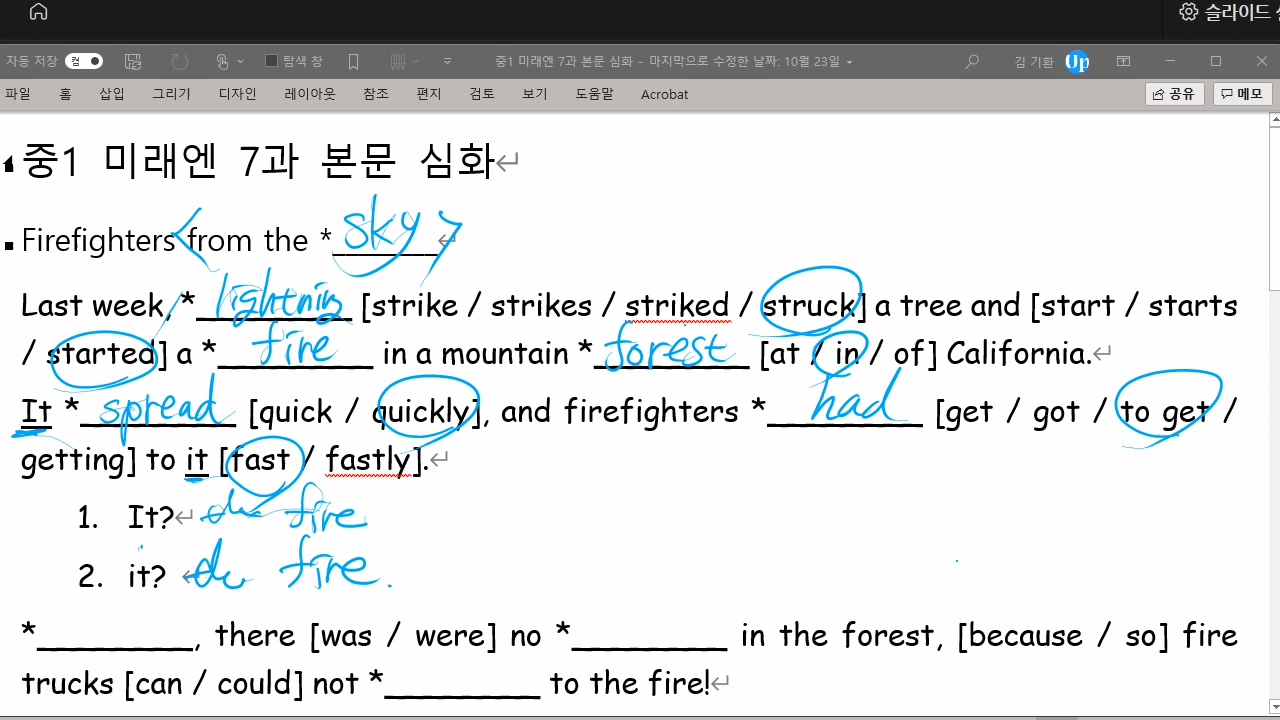 슬라이드
자동 저장 컴 탐색 창 중1 미래엔 7과 본문 심화 - 마지막으로 수정한 날짜: 10월 23일 김 기환 Up
파일 홈 삽입 그리기 디자인 레이아웃 참조 편지 검토 보기 도움말 Acrobat 공유 메모
중1 미래엔 7과 본문 심화
Firefighters <from the * sky>
Last week, * lightning [strike / strikes / striked / struck] a tree and [start / starts
/ started] a * fire in a mountain * forest [at / in / of] California.
It * spread [quick / quickly], and firefighters * had [get / got / to get /
getting] to it [fast / fastly].
1. It? the fire
2. it? the fire.
*________, there [was / were] no *________ in the forest, [because / so] fire
trucks [can / could] not *________ to the fire!